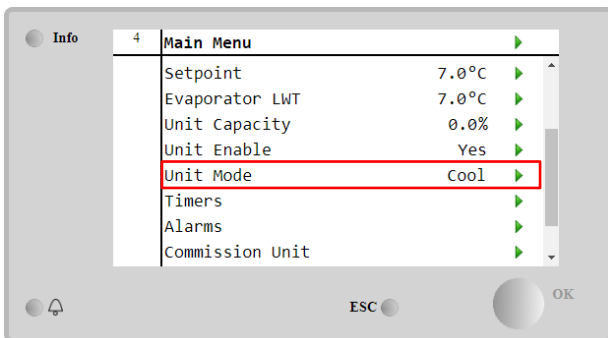 Info
4 Main Menu
Setpoint 7.0°C
Evaporator LWT 7.0°C
Unit Capacity 0.0%
Unit Enable Yes
Unit Mode Cool
Timers
Alarms
Commission Unit
ESC
OK